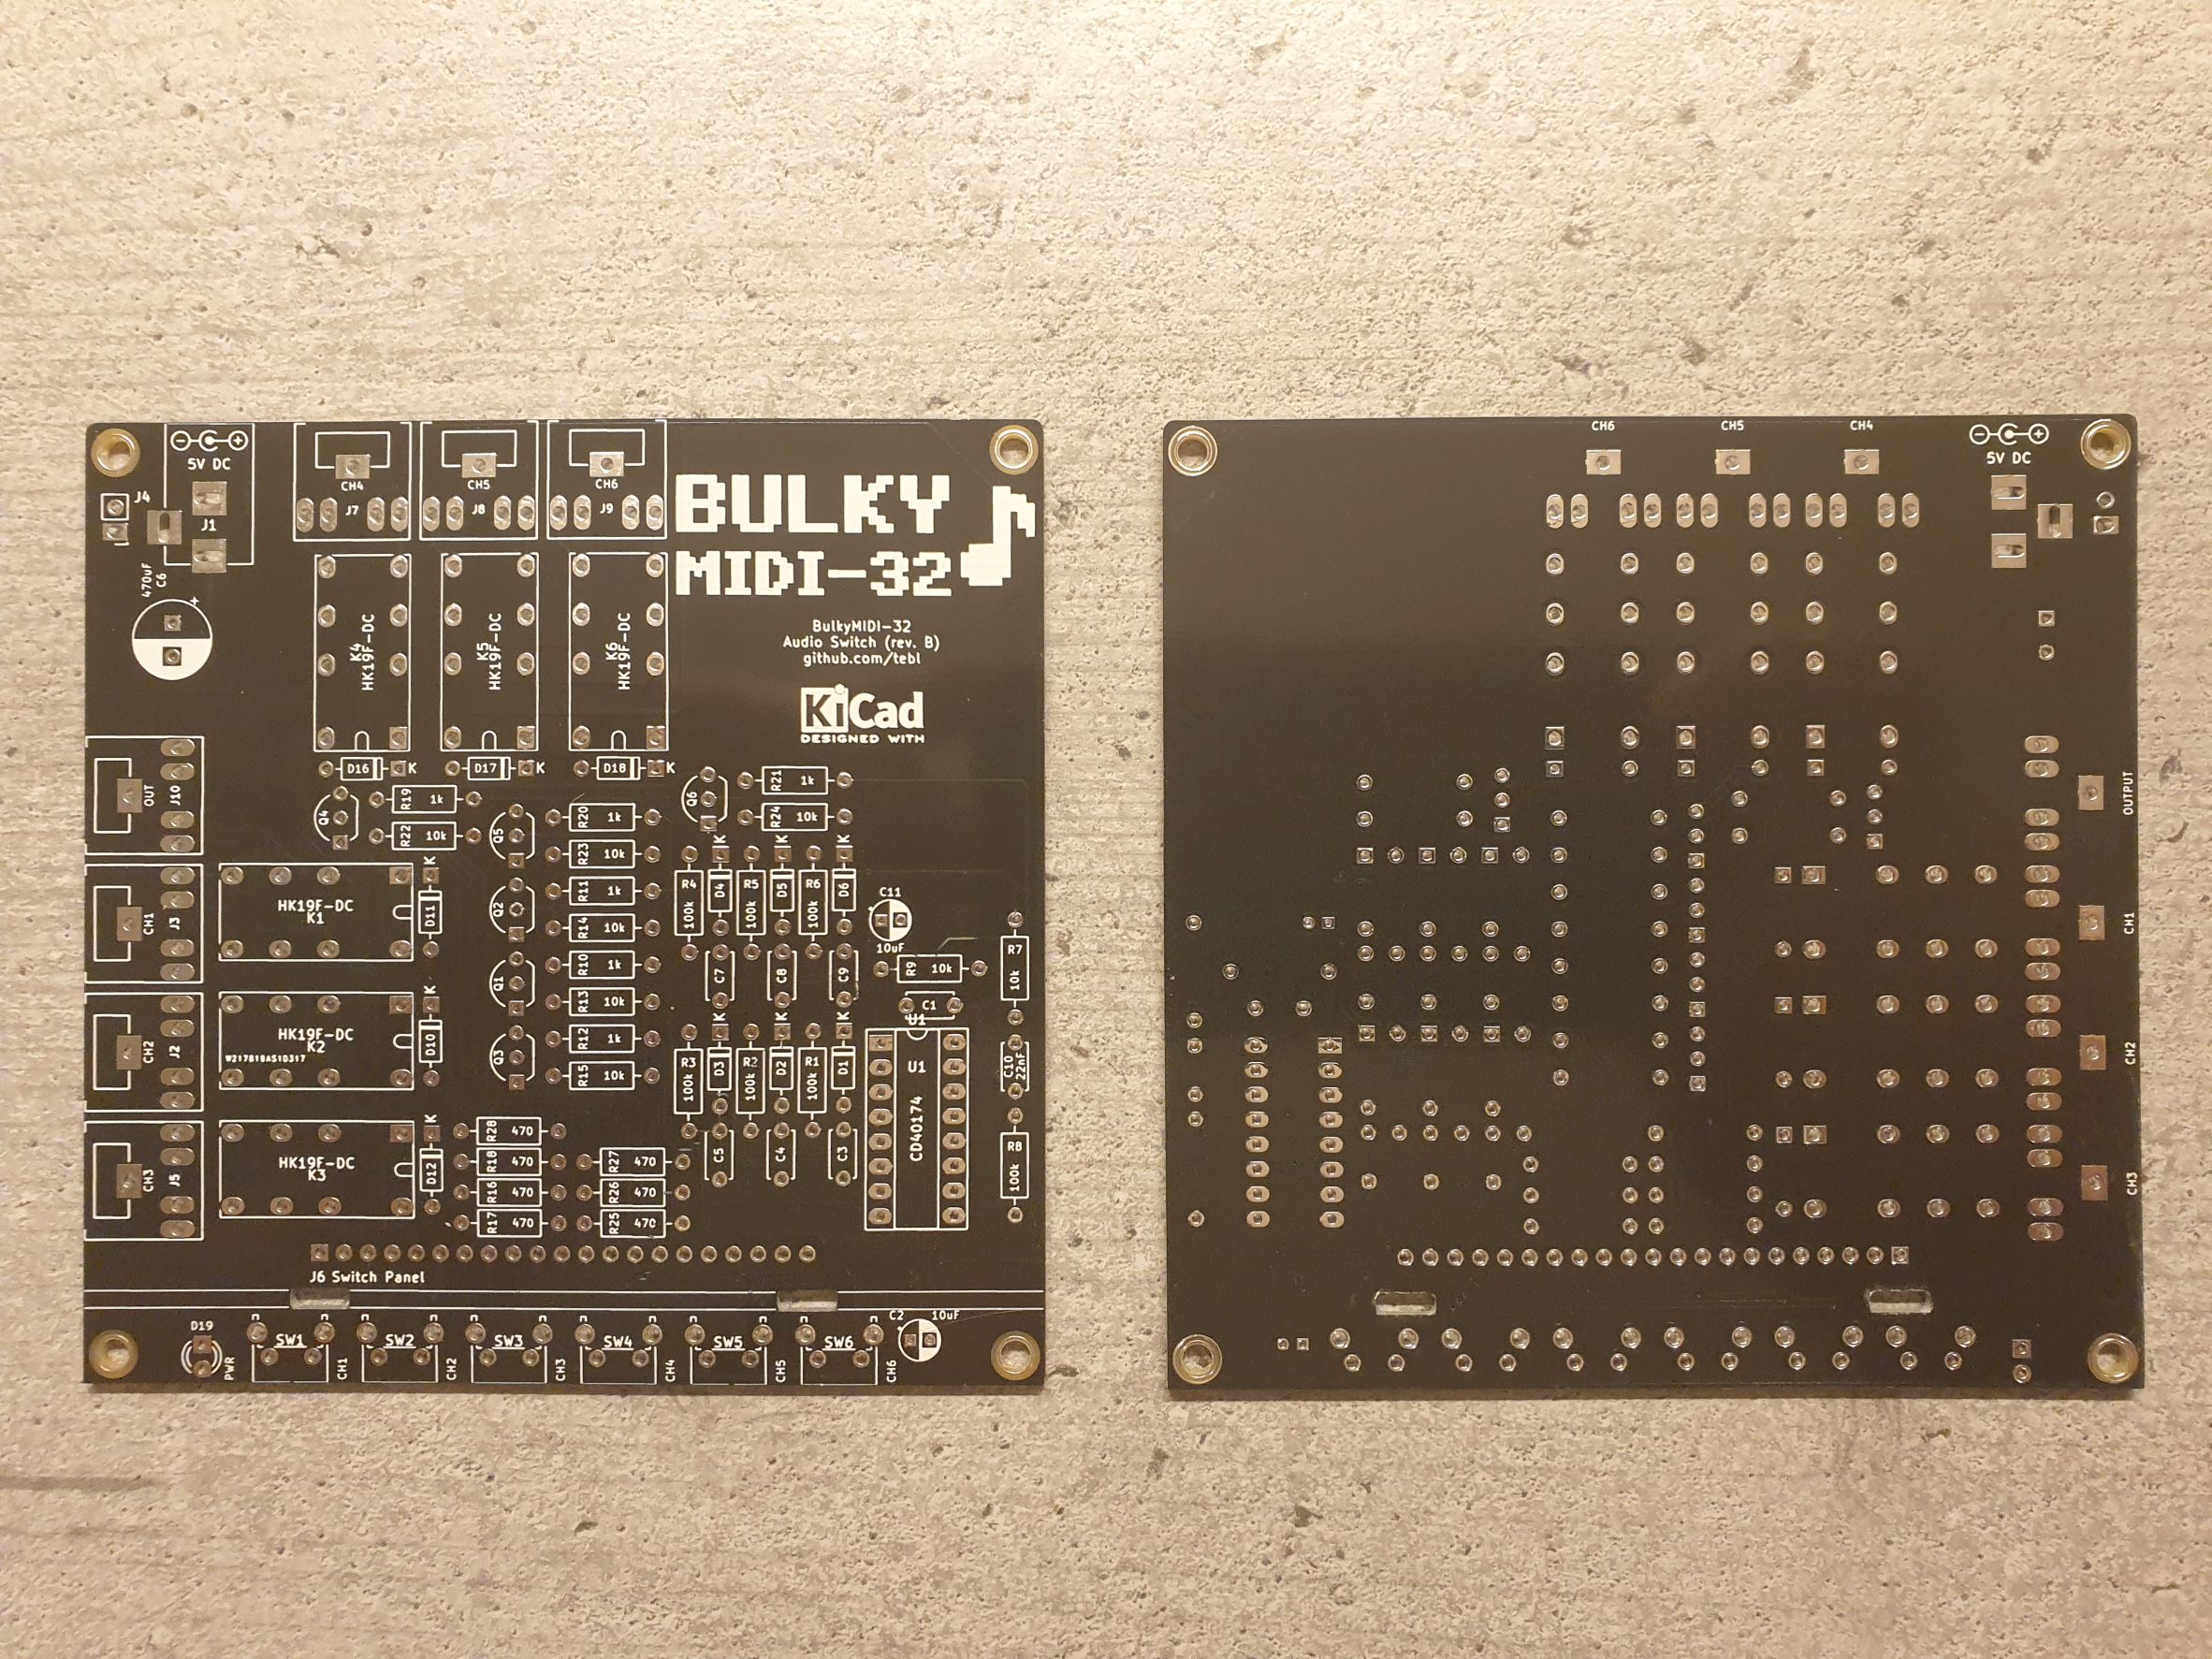 5V DC
J4
J1
470uF
C6
CH4
J7
CH5
J8
CH6
J9
BULKY
MIDI-32
BulkyMIDI-32
Audio Switch (rev. B)
github.com/tebl
KiCad
DESIGNED WITH
K4
HK19F-DC
K5
HK19F-DC
K6
HK19F-DC
D16 K
D17 K
D18 K
OUT
J10
Q4
R19 1k
R22 10k
Q5
R20 1k
R23 10k
Q6
R21 1k
R24 10k
CH1
J3
HK19F-DC
K1
K
D11
Q2
R11 1k
R14 10k
R4
100k
K
D4
R5
100k
K
D5
R6
100k
K
D6
C11
10uF
R9 10k
R7
10k
C7
C8
C9
C1
Q1
R10 1k
R13 10k
CH2
J2
HK19F-DC
K2
W217818AS1D317
K
D10
Q3
R12 1k
R15 10k
R3
100k
K
D3
R2
100k
K
D2
R1
100k
K
D1
U1
U1
CD40174
C10
22nF
R8
100k
CH3
J5
HK19F-DC
K3
K
D12
R28 470
R18 470
R16 470
R17 470
R27 470
R26 470
R25 470
C5
C4
C3
J6 Switch Panel
D19
PWR
SW1
CH1
SW2
CH2
SW3
CH3
SW4
CH4
SW5
CH5
SW6
CH6
C2 10uF
CH6
CH5
CH4
5V DC
OUTPUT
CH1
CH2
CH3